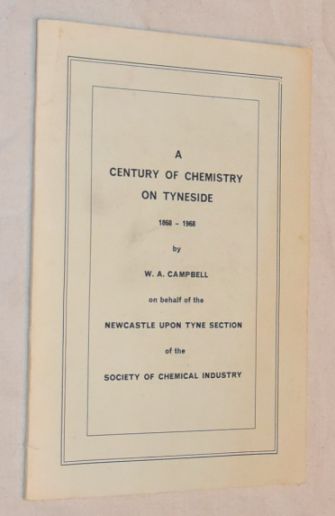 A
CENTURY OF CHEMISTRY
ON TYNESIDE
1868 - 1968
by
W. A. CAMPBELL
on behalf of the
NEWCASTLE UPON TYNE SECTION
of the
SOCIETY OF CHEMICAL INDUSTRY